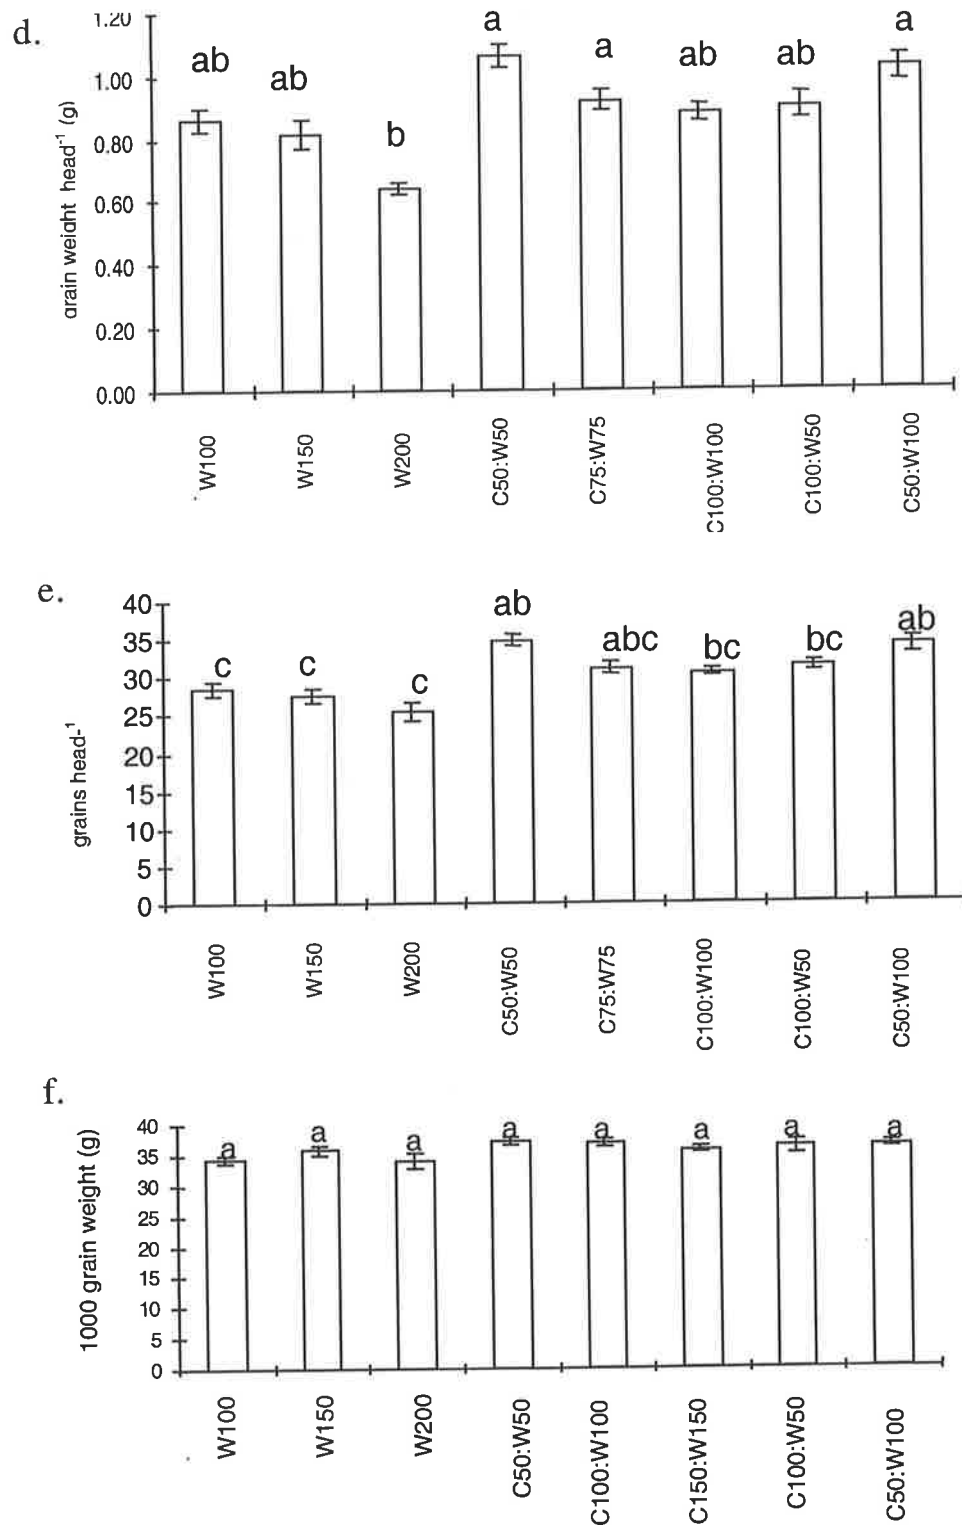 d.
1.20
1.00
0.80
0.60
0.40
0.20
0.00
grain weight head-1 (g)
ab
ab
b
a
a
ab
ab
a
W100
W150
W200
C50:W50
C75:W75
C100:W100
C100:W50
C50:W100
e.
40
35
30
25
20
15
10
5
0
grains head-1
c
c
c
ab
abc
bc
bc
ab
W100
W150
W200
C50:W50
C75:W75
C100:W100
C100:W50
C50:W100
f.
40
35
30
25
20
15
10
5
0
1000 grain weight (g)
a
a
a
a
a
a
a
a
W100
W150
W200
C50:W50
C100:W100
C150:W150
C100:W50
C50:W100